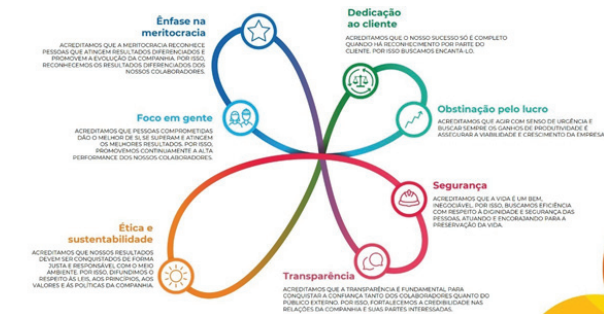 Ênfase na
meritocracia
ACREDITAMOS QUE A MERITOCRACIA RECONHECE
PESSOAS QUE ATINGEM RESULTADOS DIFERENCIADOS E
PROMOVEM A EVOLUÇÃO DA COMPANHIA. POR ISSO,
RECONHECEMOS OS RESULTADOS DIFERENCIADOS DOS
NOSSOS COLABORADORES.
Dedicação
ao cliente
ACREDITAMOS QUE O NOSSO SUCESSO SÓ É COMPLETO
QUANDO HÁ RECONHECIMENTO POR PARTE DO
CLIENTE. POR ISSO BUSCAMOS ENCANTÁ-LO.
Foco em gente
ACREDITAMOS QUE PESSOAS COMPROMETIDAS
DÃO O MELHOR DE SI, SE SUPERAM E ATINGEM
OS MELHORES RESULTADOS. POR ISSO,
PROMOVEMOS CONTINUAMENTE A ALTA
PERFORMANCE DOS NOSSOS COLABORADORES.
Obstinação pelo lucro
ACREDITAMOS QUE AGIR COM SENSO DE URGÊNCIA E
BUSCAR SEMPRE OS GANHOS DE PRODUTIVIDADE É
ASSEGURAR A VIABILIDADE E CRESCIMENTO DA EMPRESA
Segurança
ACREDITAMOS QUE A VIDA É UM BEM,
INEGOCIÁVEL. POR ISSO, BUSCAMOS EFICIÊNCIA
COM RESPEITO À DIGNIDADE E SEGURANÇA DAS
PESSOAS, ATUANDO E ENCORAJANDO PARA A
PRESERVAÇÃO DA VIDA.
Ética e
sustentabilidade
ACREDITAMOS QUE NOSSOS RESULTADOS
DEVEM SER CONQUISTADOS DE FORMA
JUSTA E RESPONSÁVEL COM O MEIO
AMBIENTE. POR ISSO, DIFUNDIMOS O
RESPEITO ÀS LEIS, AOS PRINCÍPIOS, AOS
VALORES E ÀS POLÍTICAS DA COMPANHIA.
Transparência
ACREDITAMOS QUE A TRANSPARÊNCIA É FUNDAMENTAL PARA
CONQUISTAR A CONFIANÇA TANTO DOS COLABORADORES QUANTO DO
PÚBLICO EXTERNO. POR ISSO, FORTALECEMOS A CREDIBILIDADE NAS
RELAÇÕES DA COMPANHIA E SUAS PARTES INTERESSADAS.